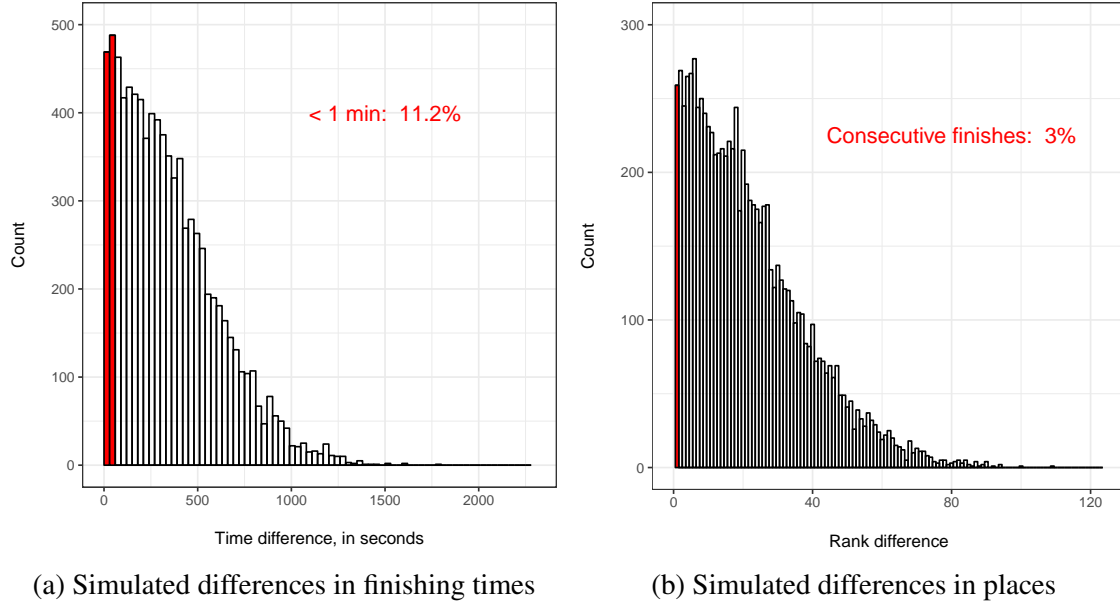 500
400
300
200
100
0
Count
< 1 min: 11.2%
0
500
1000
1500
2000
Time difference, in seconds
(a) Simulated differences in finishing times
300
200
100
0
Count
Consecutive finishes: 3%
0
40
80
120
Rank difference
(b) Simulated differences in places